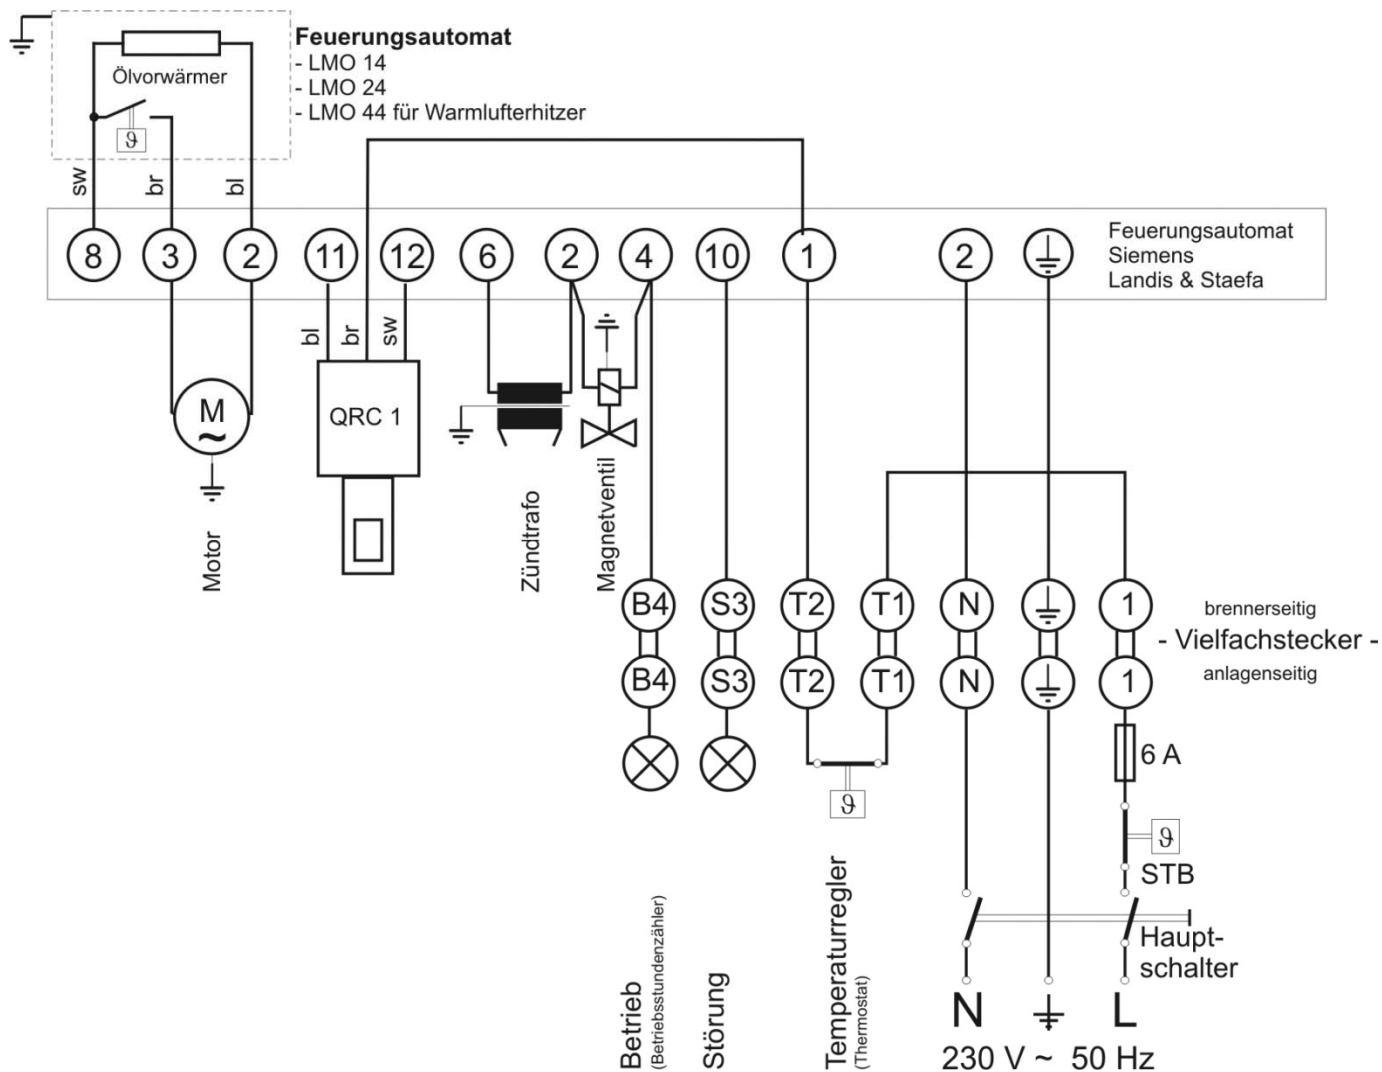 Feuerungsautomat
- LMO 14
- LMO 24
- LMO 44 für Warmlufterhitzer
Ölvorwärmer
ϑ
sw
br
bl
8
3
2
11
12
6
2
4
10
1
2
Feuerungsautomat
Siemens
Landis & Staefa
bl
br
sw
M
~
QRC 1
Motor
Zündtrafo
Magnetventil
B4
S3
T2
T1
N
1
brennerseitig
- Vielfachstecker -
anlagenseitig
B4
S3
T2
T1
N
1
6 A
ϑ
ϑ
STB
Haupt-
schalter
Betrieb
(Betriebsstundenzähler)
Störung
Temperaturregler
(Thermostat)
N
L
230 V ~ 50 Hz